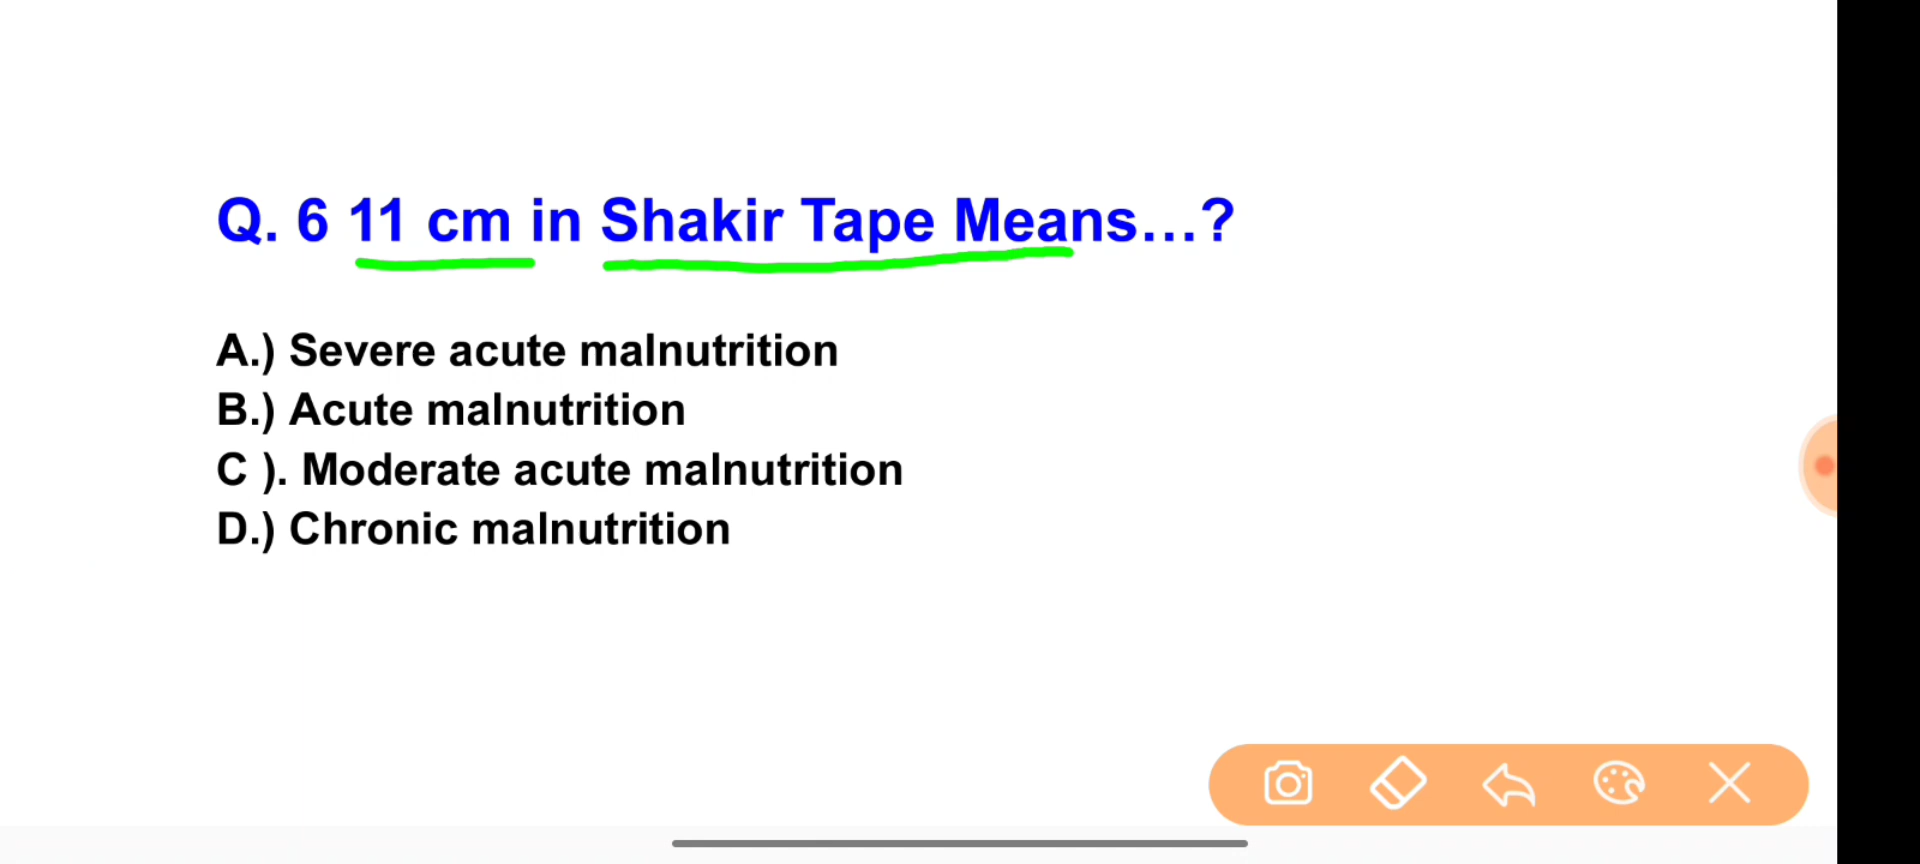 Q. 6 11 cm in Shakir Tape Means...?
A.) Severe acute malnutrition
B.) Acute malnutrition
C ). Moderate acute malnutrition
D.) Chronic malnutrition